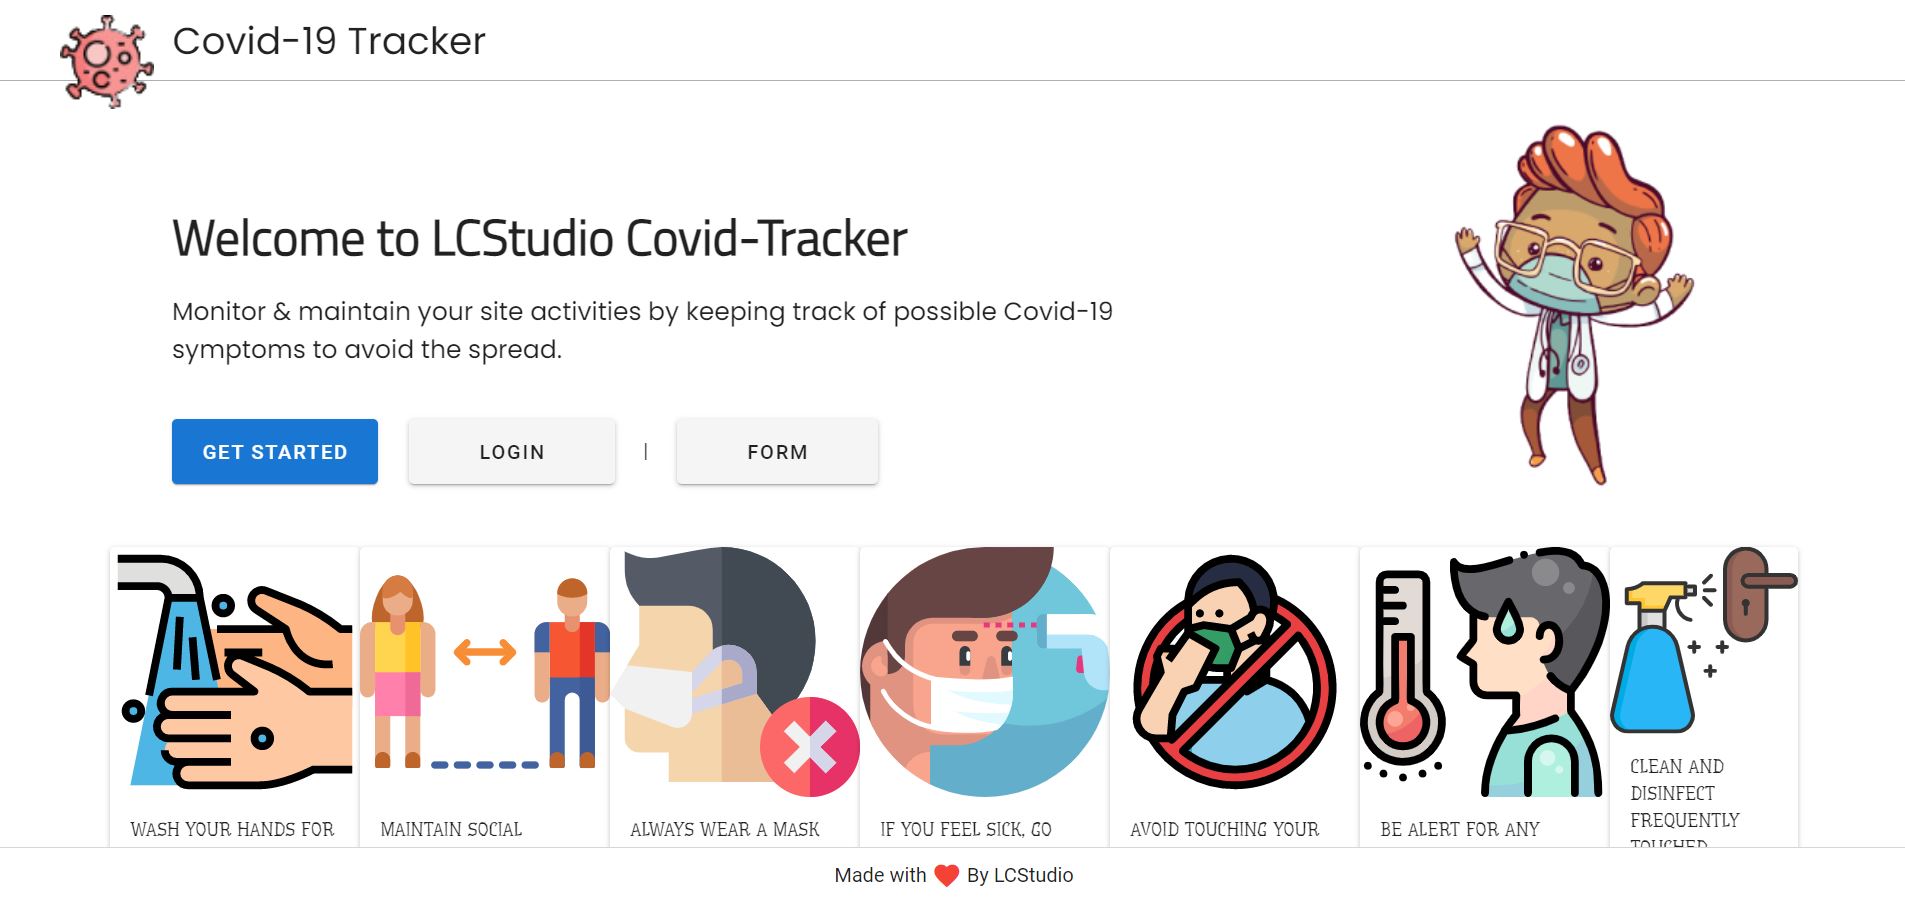 Covid-19 Tracker
Welcome to LCStudio Covid-Tracker
Monitor & maintain your site activities by keeping track of possible Covid-19
symptoms to avoid the spread.
GET STARTED
LOGIN
|
FORM
WASH YOUR HANDS FOR
MAINTAIN SOCIAL
ALWAYS WEAR A MASK
IF YOU FEEL SICK, GO
AVOID TOUCHING YOUR
BE ALERT FOR ANY
CLEAN AND
DISINFECT
FREQUENTLY
TOUCHED
Made with ❤ By LCStudio